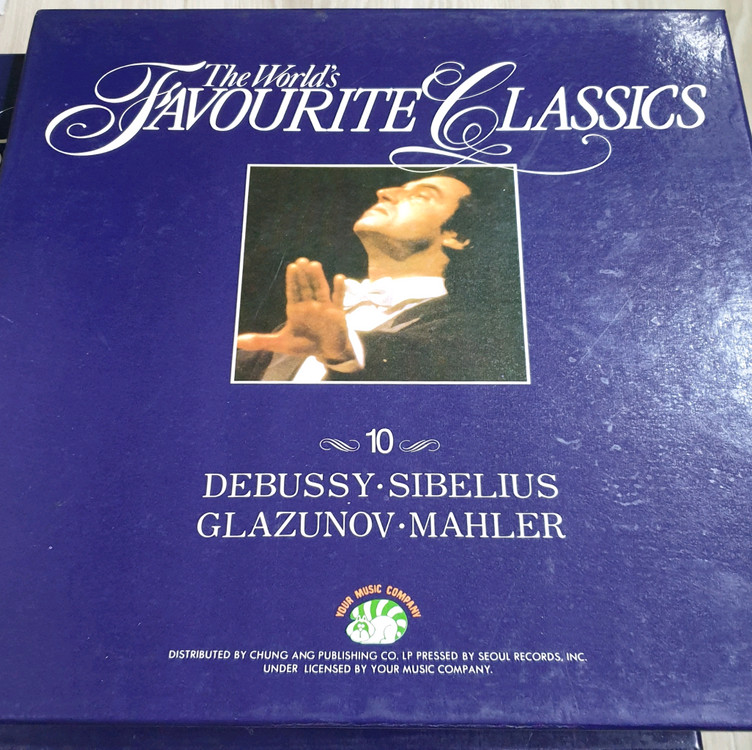 The World's
FAVOURITE CLASSICS
10
DEBUSSY·SIBELIUS
GLAZUNOV·MAHLER
YOUR MUSIC COMPANY
DISTRIBUTED BY CHUNG ANG PUBLISHING CO. LP PRESSED BY SEOUL RECORDS, INC.
UNDER LICENSED BY YOUR MUSIC COMPANY.